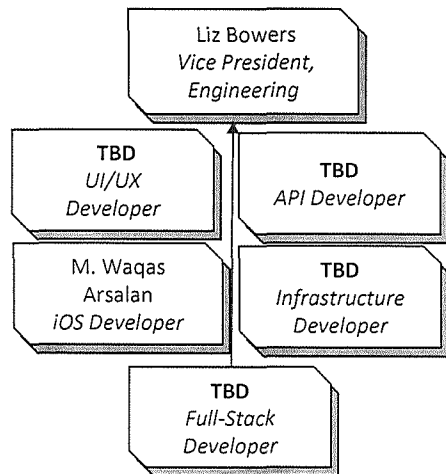 Liz Bowers
Vice President,
Engineering
TBD
UI/UX
Developer
TBD
API Developer
M. Waqas
Arsalan
iOS Developer
TBD
Infrastructure
Developer
TBD
Full-Stack
Developer